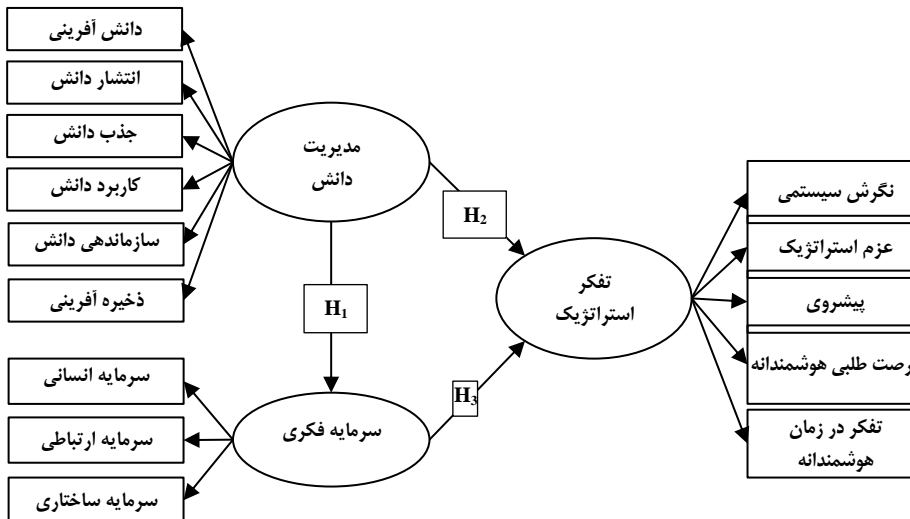 دانش آفرینی
انتشار دانش
جذب دانش
کاربرد دانش
سازماندهی دانش
ذخیره آفرینی
مدیریت
دانش
H₂
H₁
تفکر
استراتژیک
نگرش سیستمی
عزم استراتژیک
پیشروی
رصت طلبی هوشمندانه
تفکر در زمان
هوشمندانه
سرمایه انسانی
سرمایه ارتباطی
سرمایه ساختاری
سرمایه فکری
H₃